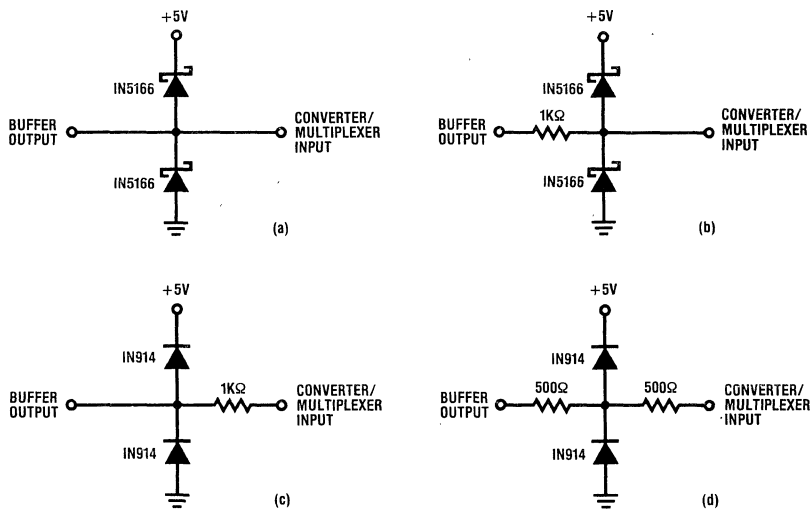 +5V
IN5166
BUFFER
OUTPUT
CONVERTER/
MULTIPLEXER
INPUT
IN5166
(a)
+5V
IN5166
1KΩ
BUFFER
OUTPUT
CONVERTER/
MULTIPLEXER
INPUT
IN5166
(b)
+5V
IN914
1KΩ
BUFFER
OUTPUT
CONVERTER/
MULTIPLEXER
INPUT
IN914
(c)
+5V
IN914
500Ω
500Ω
BUFFER
OUTPUT
CONVERTER/
MULTIPLEXER
INPUT
IN914
(d)